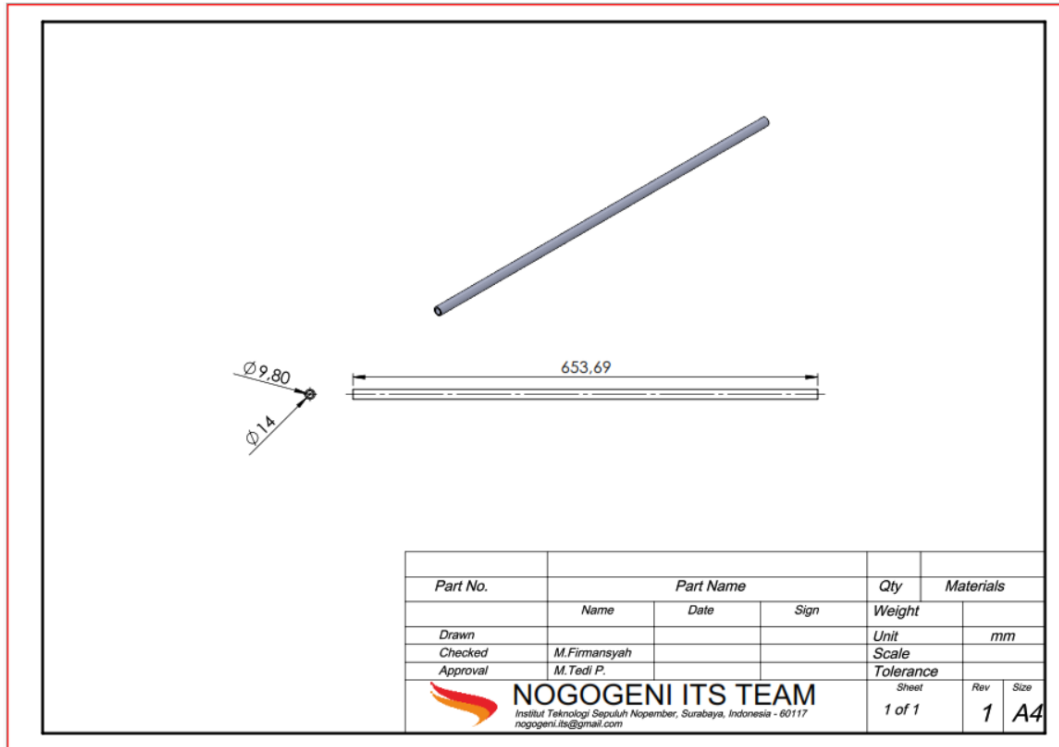 653,69
Ø9,80
Ø14
Part No. Part Name Qty Materials
Name Date Sign Weight
Drawn Unit mm
Checked M.Firmansyah Scale
Approval M.Tedi P. Tolerance
NOGOGENI ITS TEAM
Institut Teknologi Sepuluh Nopember, Surabaya, Indonesia - 60117
nogogeni.its@gmail.com
Sheet Rev Size
1 of 1 1 A4